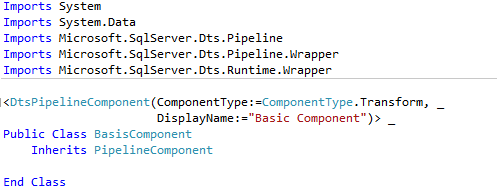 Imports System
Imports System.Data
Imports Microsoft.SqlServer.Dts.Pipeline
Imports Microsoft.SqlServer.Dts.Pipeline.Wrapper
Imports Microsoft.SqlServer.Dts.Runtime.Wrapper
<DtsPipelineComponent(ComponentType:=ComponentType.Transform, _
DisplayName:="Basic Component")> _
Public Class BasisComponent
Inherits PipelineComponent
End Class